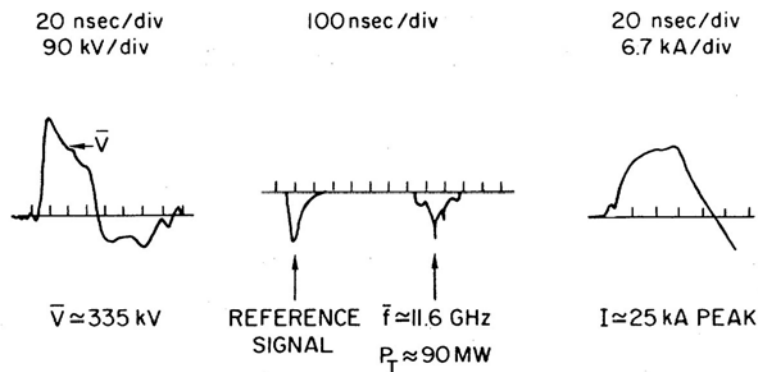 20 nsec/div
90 kV/div
100 nsec/div
20 nsec/div
6.7 kA/div
V̄
V̄ ≃ 335 kV
REFERENCE
SIGNAL
f̄ ≃ 11.6 GHz
P_T ≈ 90 MW
I ≃ 25 kA PEAK